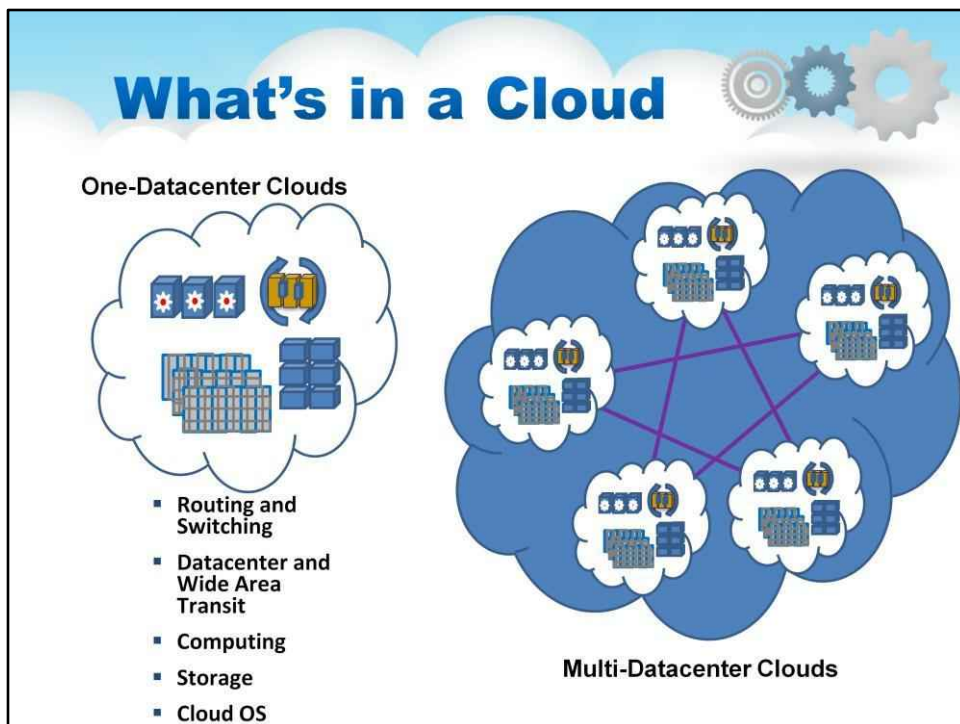 What's in a Cloud
One-Datacenter Clouds
▪ Routing and
Switching
▪ Datacenter and
Wide Area
Transit
▪ Computing
▪ Storage
▪ Cloud OS
Multi-Datacenter Clouds